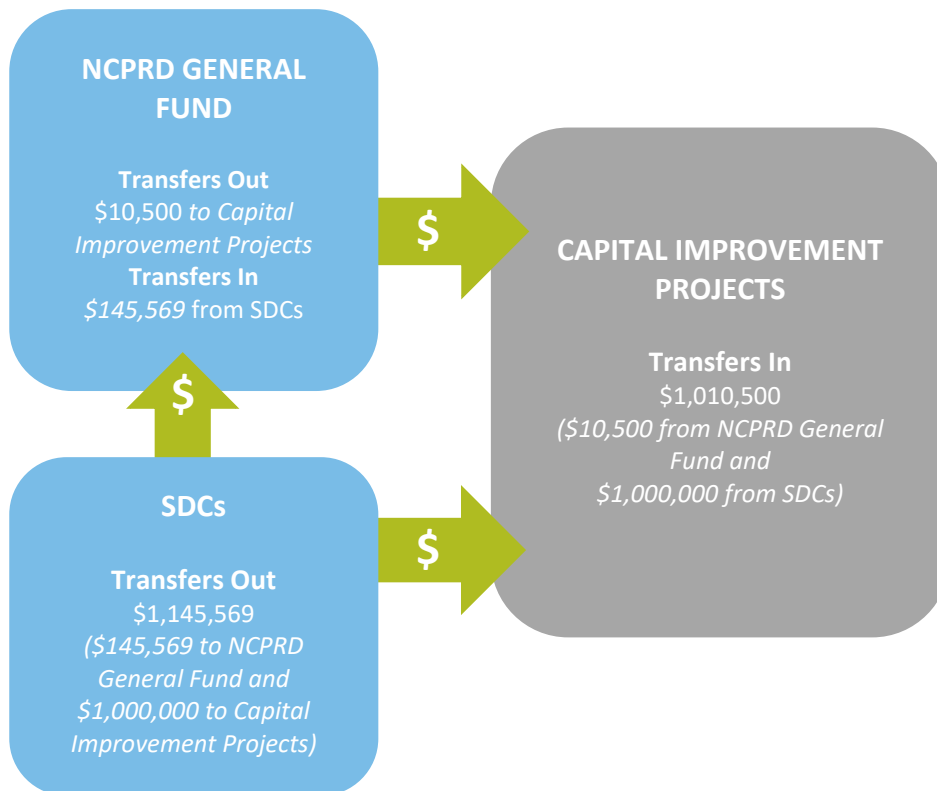 NCPRD GENERAL
FUND
Transfers Out
$10,500 to Capital
Improvement Projects
Transfers In
$145,569 from SDCs
$
$
SDCs
Transfers Out
$1,145,569
($145,569 to NCPRD
General Fund and
$1,000,000 to Capital
Improvement Projects)
$
CAPITAL IMPROVEMENT
PROJECTS
Transfers In
$1,010,500
($10,500 from NCPRD General
Fund and
$1,000,000 from SDCs)